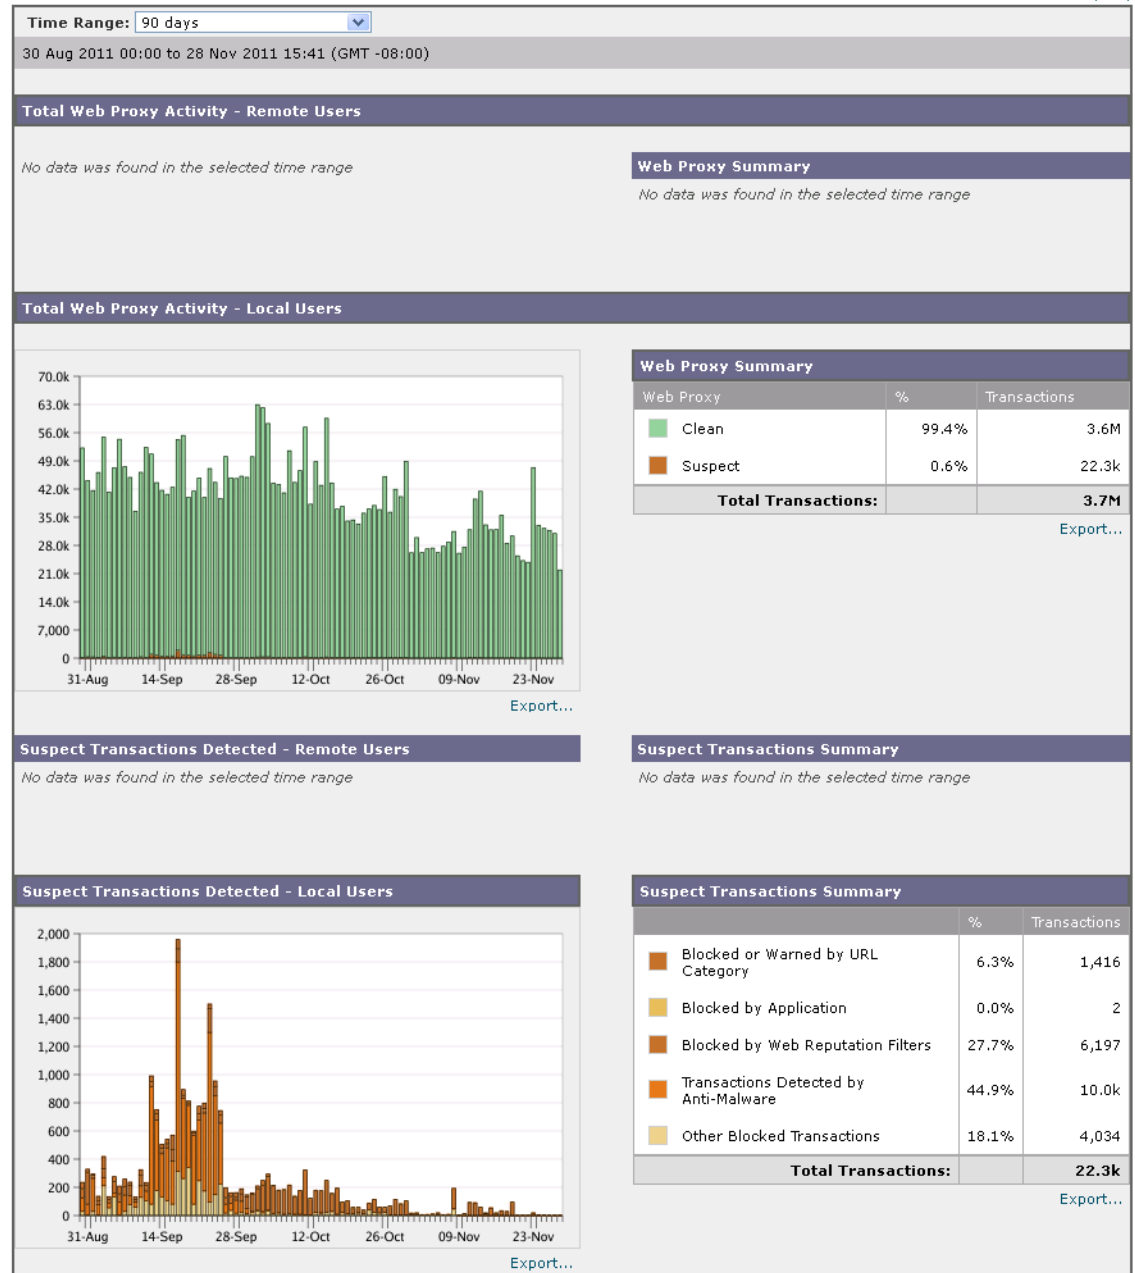 Time Range: 90 days
30 Aug 2011 00:00 to 28 Nov 2011 15:41 (GMT -08:00)
Total Web Proxy Activity - Remote Users
No data was found in the selected time range
Web Proxy Summary
No data was found in the selected time range
Total Web Proxy Activity - Local Users
70.0k
63.0k
56.0k
49.0k
42.0k
35.0k
28.0k
21.0k
14.0k
7,000
0
31-Aug 14-Sep 28-Sep 12-Oct 26-Oct 09-Nov 23-Nov
Export...
Web Proxy Summary
Web Proxy % Transactions
Clean 99.4% 3.6M
Suspect 0.6% 22.3k
Total Transactions: 3.7M
Export...
Suspect Transactions Detected - Remote Users
No data was found in the selected time range
Suspect Transactions Summary
No data was found in the selected time range
Suspect Transactions Detected - Local Users
2,000
1,800
1,600
1,400
1,200
1,000
800
600
400
200
0
31-Aug 14-Sep 28-Sep 12-Oct 26-Oct 09-Nov 23-Nov
Export...
Suspect Transactions Summary
% Transactions
Blocked or Warned by URL
Category 6.3% 1,416
Blocked by Application 0.0% 2
Blocked by Web Reputation Filters 27.7% 6,197
Transactions Detected by
Anti-Malware 44.9% 10.0k
Other Blocked Transactions 18.1% 4,034
Total Transactions: 22.3k
Export...